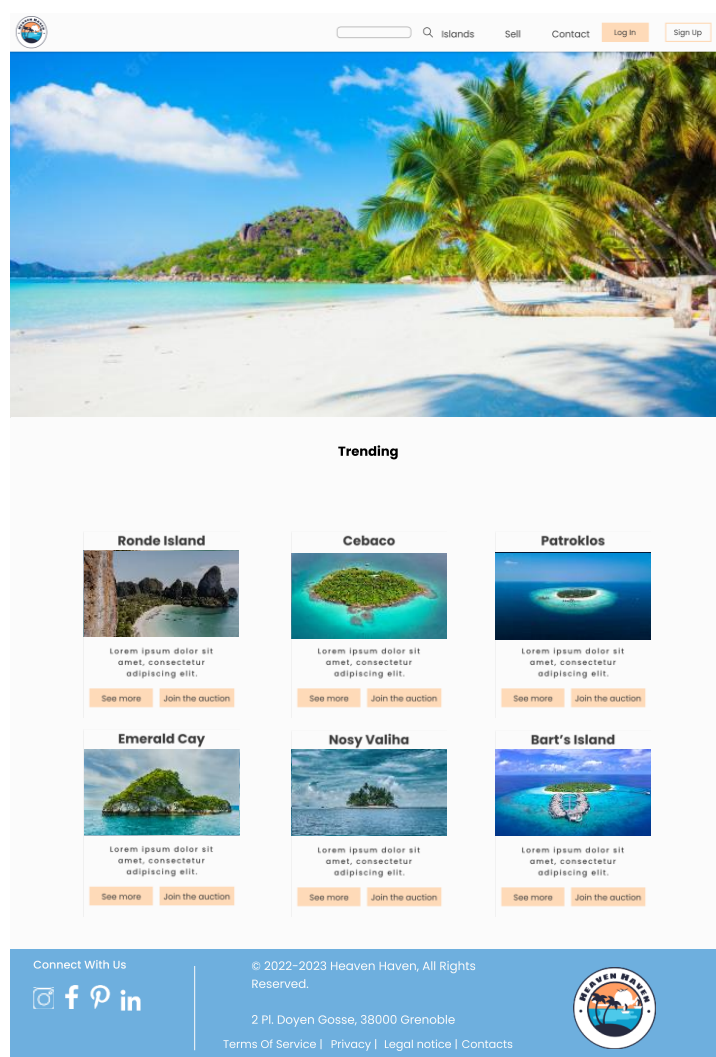 HEAVEN HAVEN
Islands Sell Contact Log In Sign Up
Trending
Ronde Island Cebaco Patroklos
Lorem ipsum dolor sit Lorem ipsum dolor sit Lorem ipsum dolor sit
amet, consectetur amet, consectetur amet, consectetur
adipiscing elit. adipiscing elit. adipiscing elit.
See more Join the auction See more Join the auction See more Join the auction
Emerald Cay Nosy Valiha Bart's Island
Lorem ipsum dolor sit Lorem ipsum dolor sit Lorem ipsum dolor sit
amet, consectetur amet, consectetur amet, consectetur
adipiscing elit. adipiscing elit. adipiscing elit.
See more Join the auction See more Join the auction See more Join the auction
Connect With Us
© 2022-2023 Heaven Haven, All Rights
Reserved.
2 Pl. Doyen Gosse, 38000 Grenoble
Terms Of Service | Privacy | Legal notice | Contacts
HEAVEN HAVEN